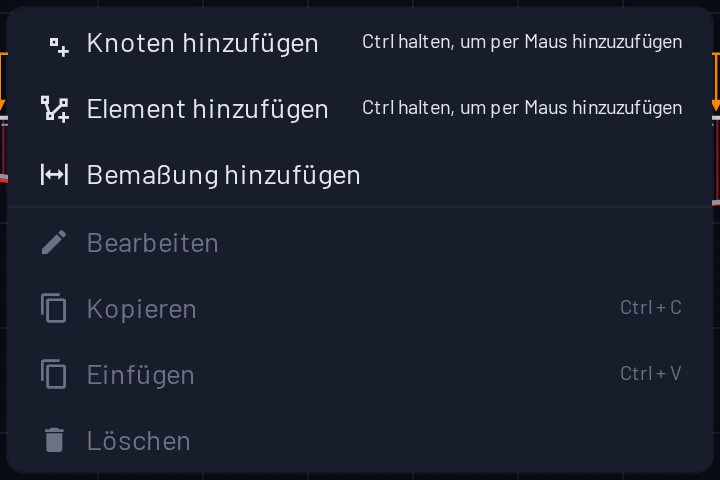 Knoten hinzufügen Ctrl halten, um per Maus hinzuzufügen
Element hinzufügen Ctrl halten, um per Maus hinzuzufügen
Bemaßung hinzufügen
Bearbeiten
Kopieren Ctrl + C
Einfügen Ctrl + V
Löschen